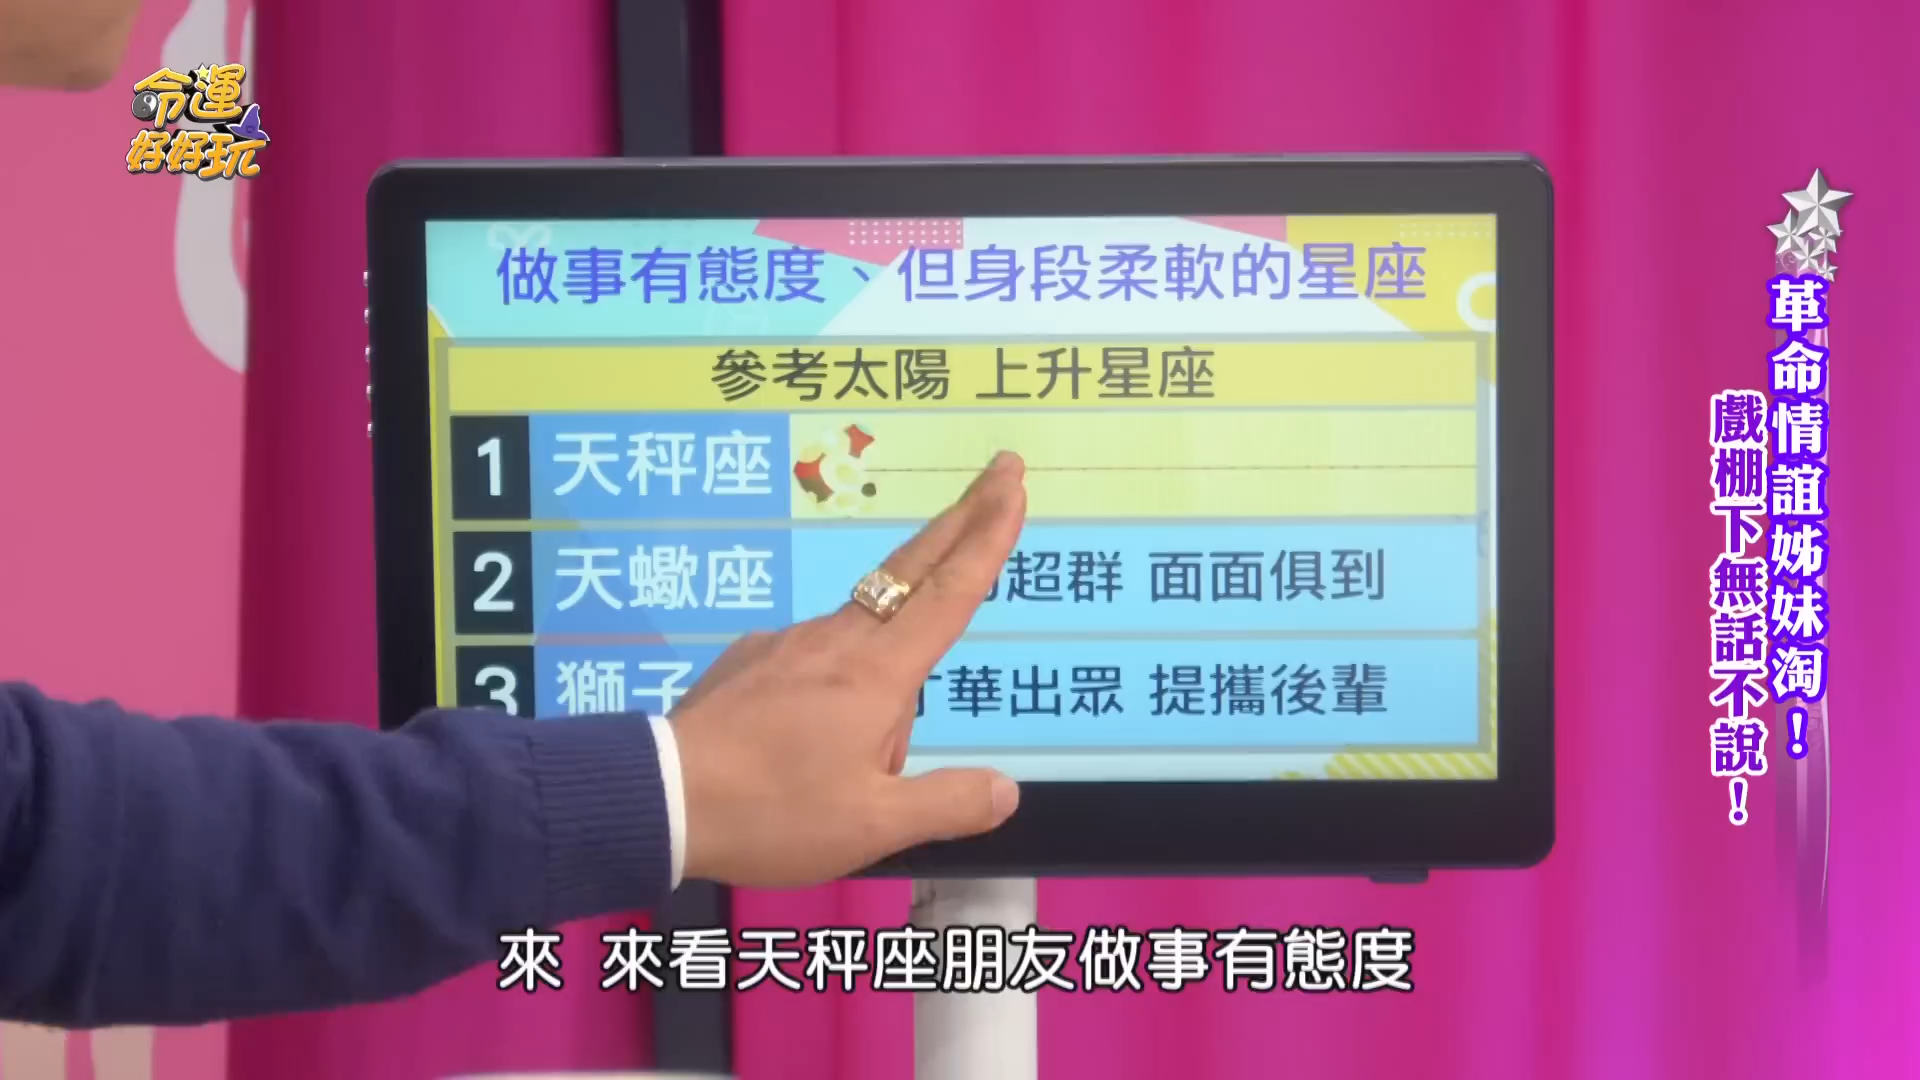 命運
好好玩
做事有態度、但身段柔軟的星座
參考太陽 上升星座
1 天秤座
2 天蠍座 超群 面面俱到
3 獅子 華出眾 提攜後輩
革命情誼姊妹淘！
戲棚下無話不說！
來 來看天秤座朋友做事有態度